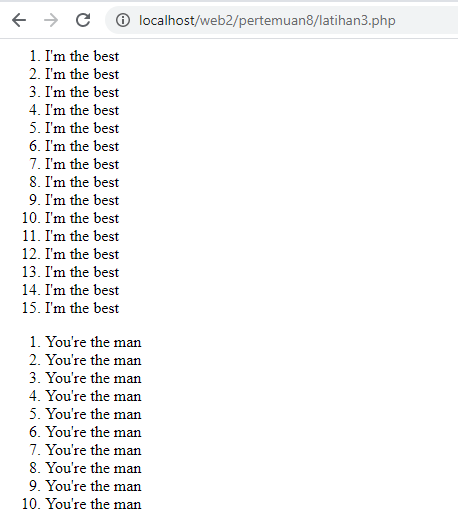 localhost/web2/pertemuan8/latihan3.php
1. I'm the best
2. I'm the best
3. I'm the best
4. I'm the best
5. I'm the best
6. I'm the best
7. I'm the best
8. I'm the best
9. I'm the best
10. I'm the best
11. I'm the best
12. I'm the best
13. I'm the best
14. I'm the best
15. I'm the best
1. You're the man
2. You're the man
3. You're the man
4. You're the man
5. You're the man
6. You're the man
7. You're the man
8. You're the man
9. You're the man
10. You're the man